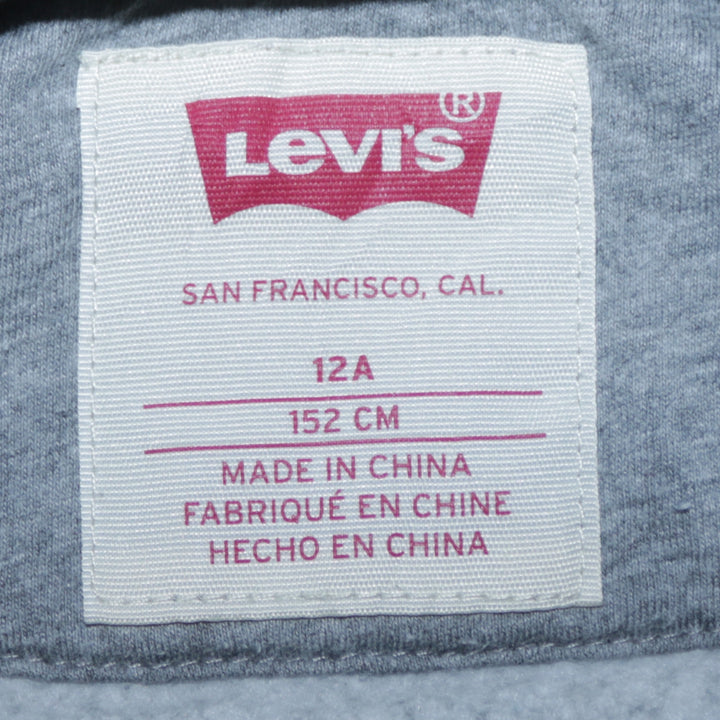 LEVI'S®
SAN FRANCISCO, CAL.
12A
152 CM
MADE IN CHINA
FABRIQUÉ EN CHINE
HECHO EN CHINA